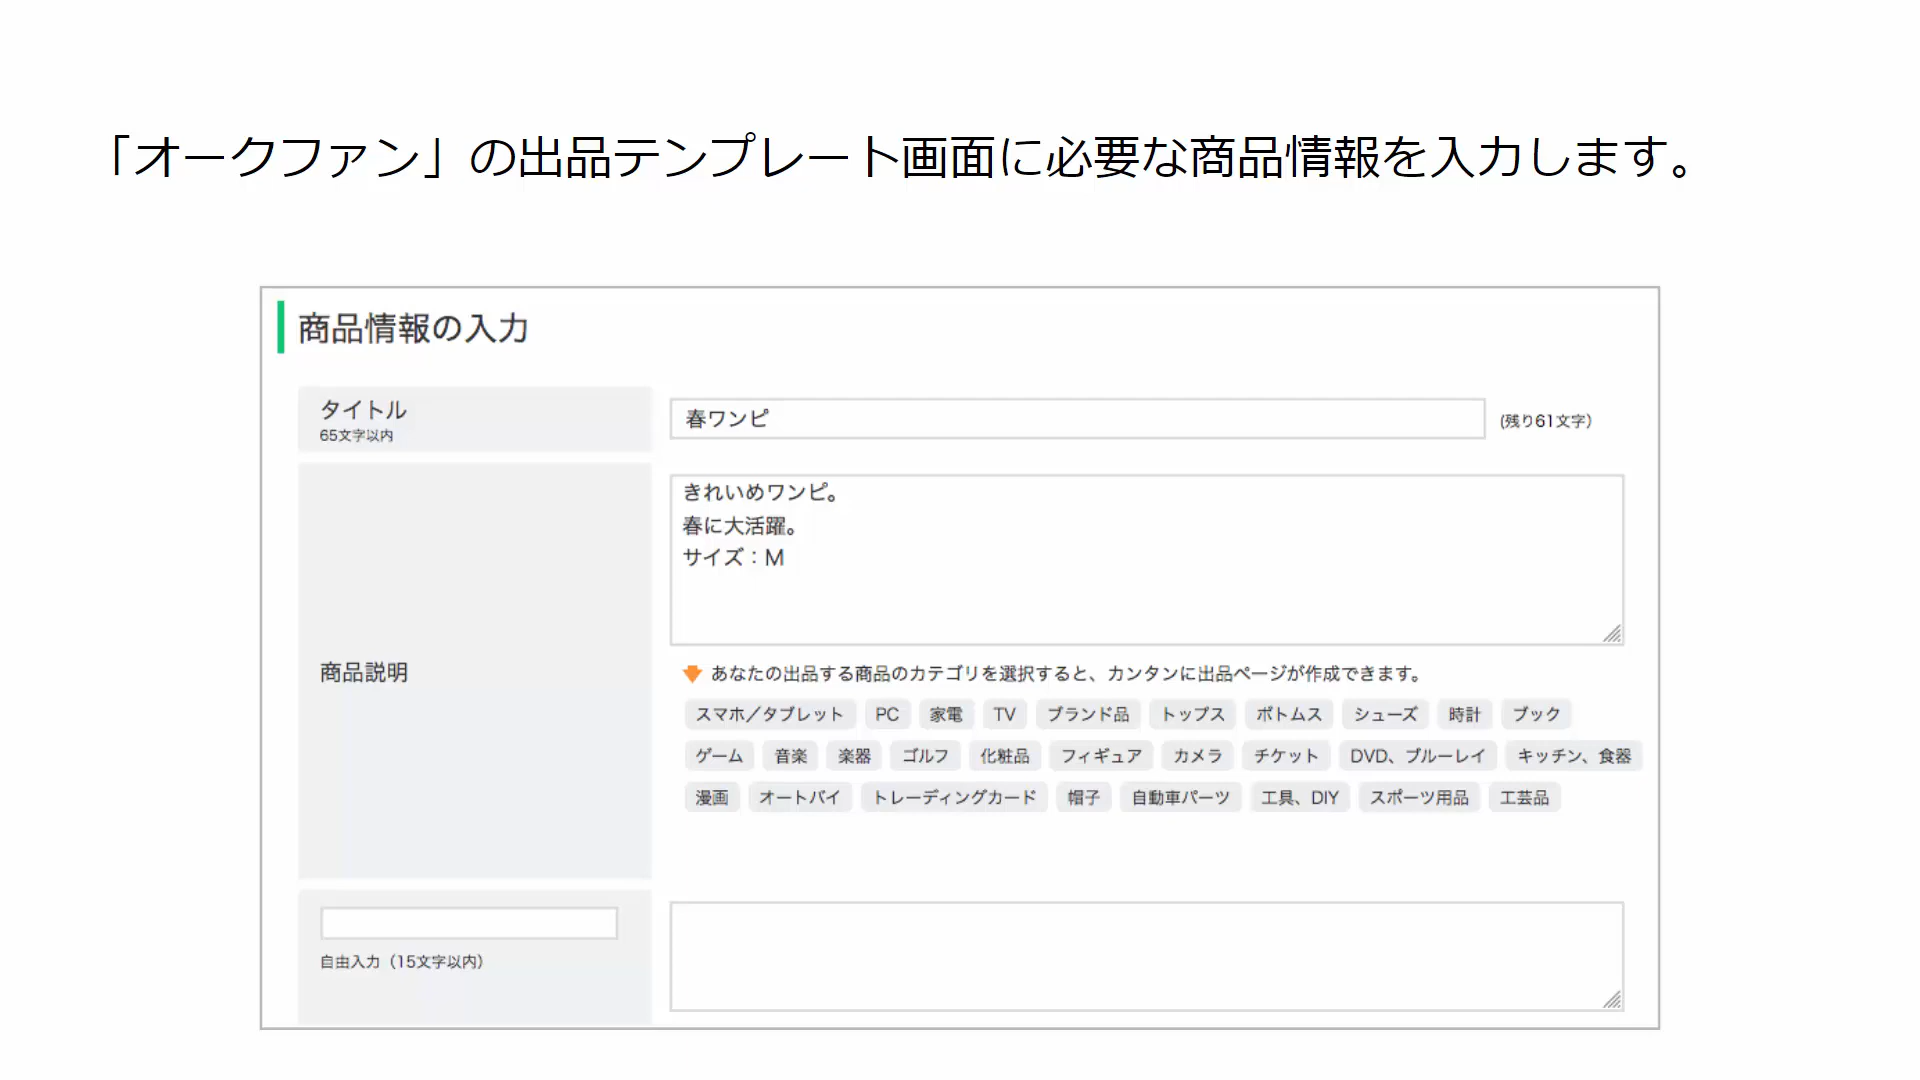 「オークファン」の出品テンプレート画面に必要な商品情報を入力します。
商品情報の入力
タイトル
65文字以内
春ワンピ
(残り61文字)
きれいめワンピ。
春に大活躍。
サイズ：M
商品説明
あなたの出品する商品のカテゴリを選択すると、カンタンに出品ページが作成できます。
スマホ／タブレット PC 家電 TV ブランド品 トップス ボトムス シューズ 時計 ブック
ゲーム 音楽 楽器 ゴルフ 化粧品 フィギュア カメラ チケット DVD、ブルーレイ キッチン、食器
漫画 オートバイ トレーディングカード 帽子 自動車パーツ 工具、DIY スポーツ用品 工芸品
自由入力（15文字以内）